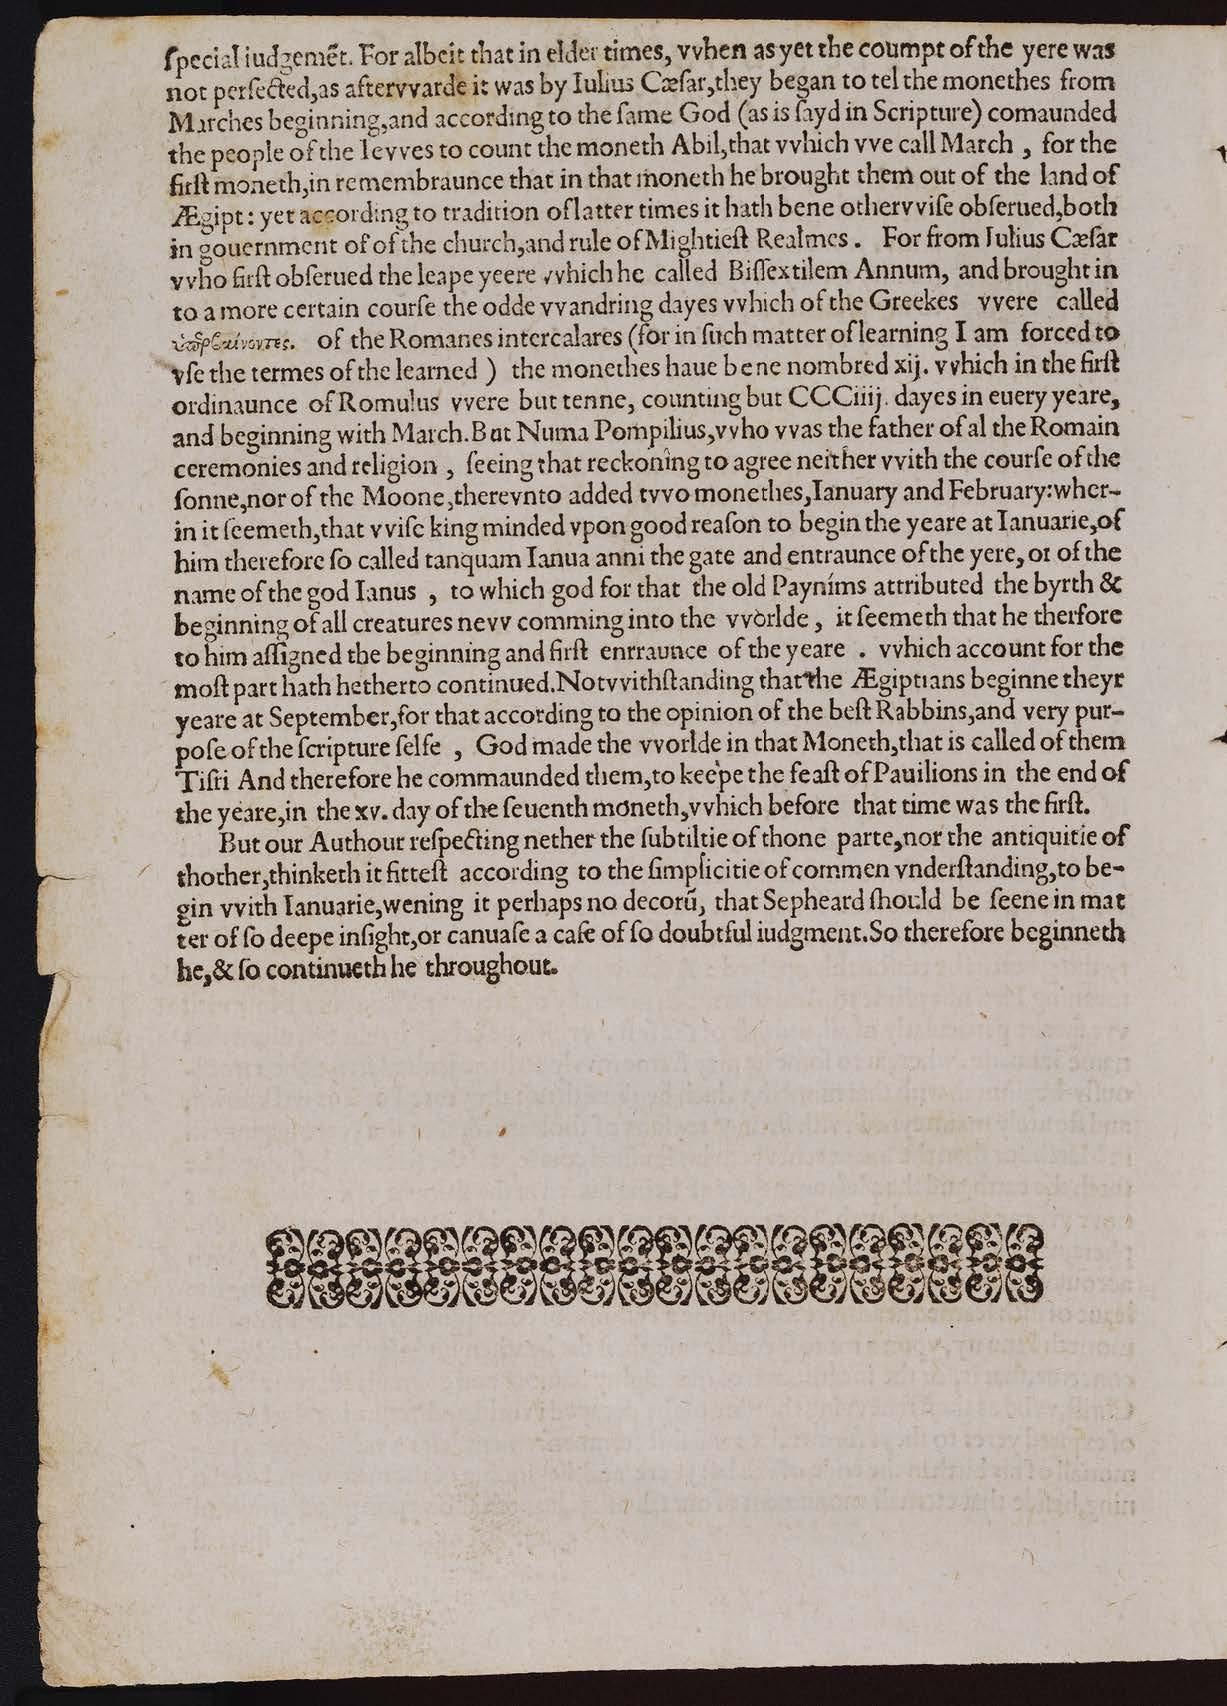 ſpecial iudgemẽt. For albeit that in elder times, vvhen as yet the coumpt of the yere was
not perfected,as aftervvarde it was by Iulius Cæſar,they began to tel the monethes from
Marches beginning,and according to the ſame God (as is ſayd in Scripture) comaunded
the people of the Ievves to count the moneth Abil,that vvhich vve call March , for the
firſt moneth,in remembraunce that in that moneth he brought them out of the land of
Ægipt: yet according to tradition of latter times it hath bene othervviſe obſerued,both
in gouernment of of the church,and rule of Mightieſt Realmes. For from Iulius Cæſar
vvho firſt obſerued the leape yeere vvhich he called Biſſextilem Annum, and brought in
to a more certain courſe the odde vvandring dayes vvhich of the Greekes vvere called
ὑπερβαίνοντες. of the Romanes intercalares (for in ſuch matter of learning I am forced to
vſe the termes of the learned ) the monethes haue bene nombred xij. vvhich in the firſt
ordinaunce of Romulus vvere but tenne, counting but CCCiiij. dayes in euery yeare,
and beginning with March.But Numa Pompilius,vvho vvas the father of al the Romain
ceremonies and religion , ſeeing that reckoning to agree neither vvith the courſe of the
ſonne,nor of the Moone,therevnto added tvvo monethes,Ianuary and February:wher-
in it ſeemeth,that vviſe king minded vpon good reaſon to begin the yeare at Ianuarie,of
him therefore ſo called tanquam Ianua anni the gate and entraunce of the yere, or of the
name of the god Ianus , to which god for that the old Paynims attributed the byrth &
beginning of all creatures nevv comming into the vvorlde , it ſeemeth that he therfore
to him aſſigned the beginning and firſt enrraunce of the yeare . vvhich account for the
moſt part hath hetherto continued.Notvvithſtanding that the Ægiptians beginne theyr
yeare at September,for that according to the opinion of the beſt Rabbins,and very pur-
poſe of the ſcripture ſelfe , God made the vvorlde in that Moneth,that is called of them
Tiſri And therefore he commaunded them,to keepe the feaſt of Pauilions in the end of
the yeare,in the xv. day of the ſeuenth moneth,vvhich before that time was the firſt.
But our Authour reſpecting nether the ſubtiltie of thone parte,nor the antiquitie of
thother,thinketh it fitteſt according to the ſimplicitie of commen vnderſtanding,to be-
gin vvith Ianuarie,wening it perhaps no decorũ, that Sepheard ſhould be ſeene in mat
ter of ſo deepe inſight,or canuaſe a caſe of ſo doubtful iudgment.So therefore beginneth
he,& ſo continueth he throughout.